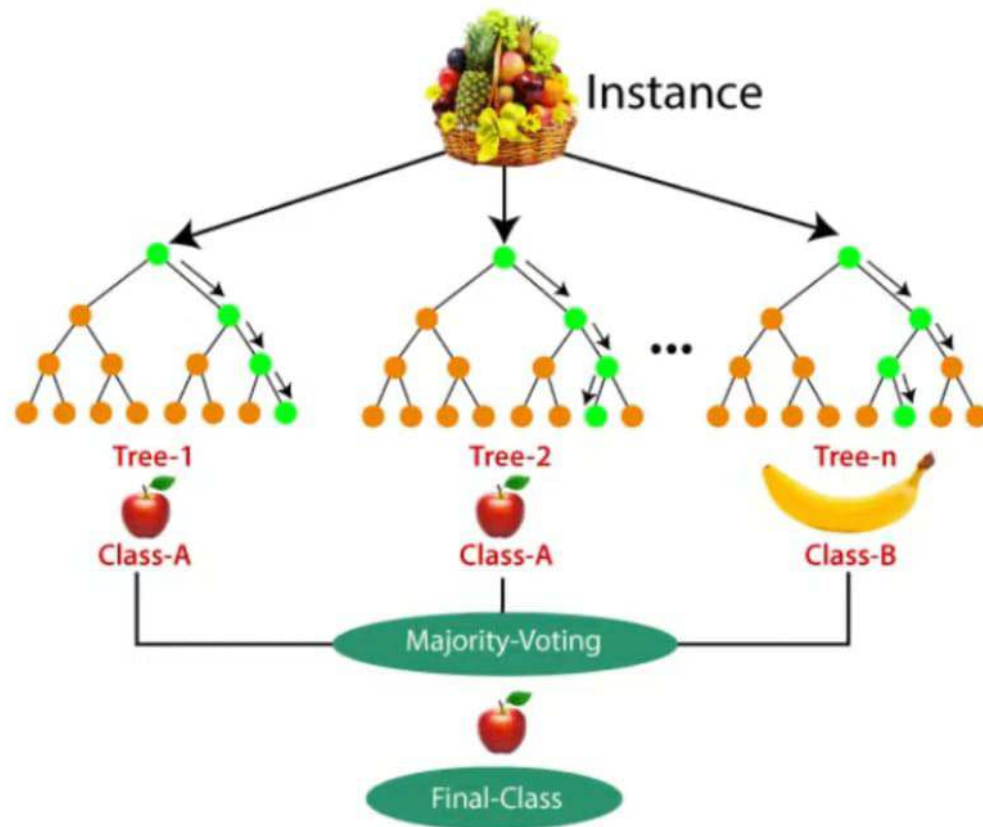 Instance
...
Tree-1
Tree-2
Tree-n
Class-A
Class-A
Class-B
Majority-Voting
Final-Class